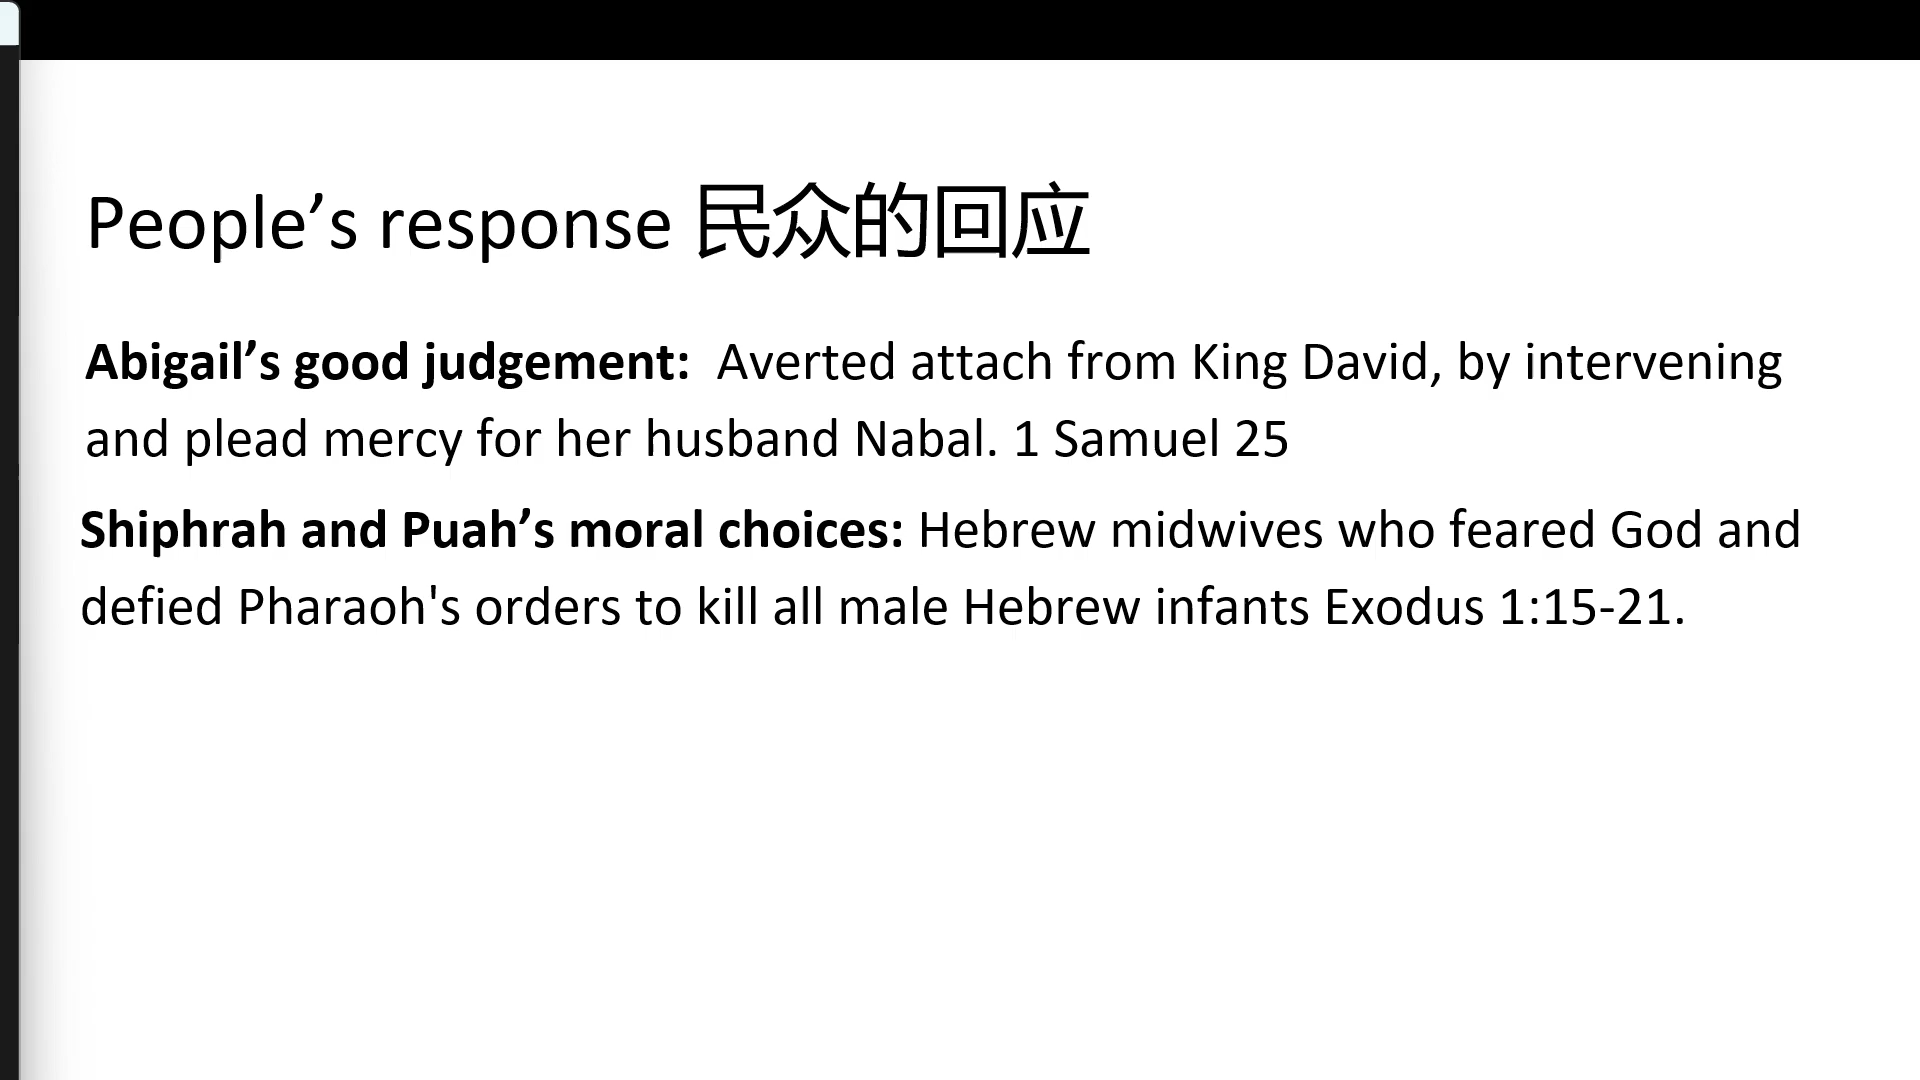 People’s response 民众的回应
Abigail’s good judgement:  Averted attach from King David, by intervening
and plead mercy for her husband Nabal. 1 Samuel 25
Shiphrah and Puah’s moral choices: Hebrew midwives who feared God and
defied Pharaoh's orders to kill all male Hebrew infants Exodus 1:15-21.